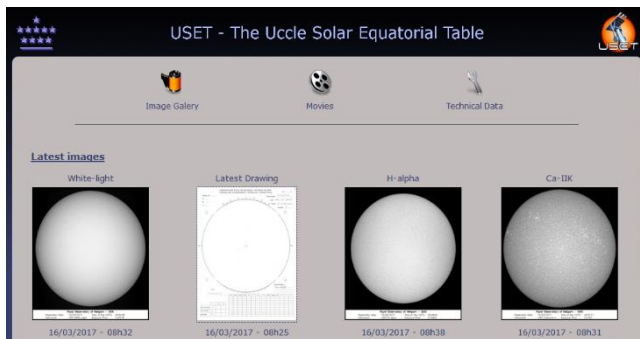 USET - The Uccle Solar Equatorial Table
USET
Image Galery
Movies
Technical Data
Latest images
White-light
Latest Drawing
H-alpha
Ca-IIK
16/03/2017 - 08h32
16/03/2017 - 08h25
16/03/2017 - 08h38
16/03/2017 - 08h31